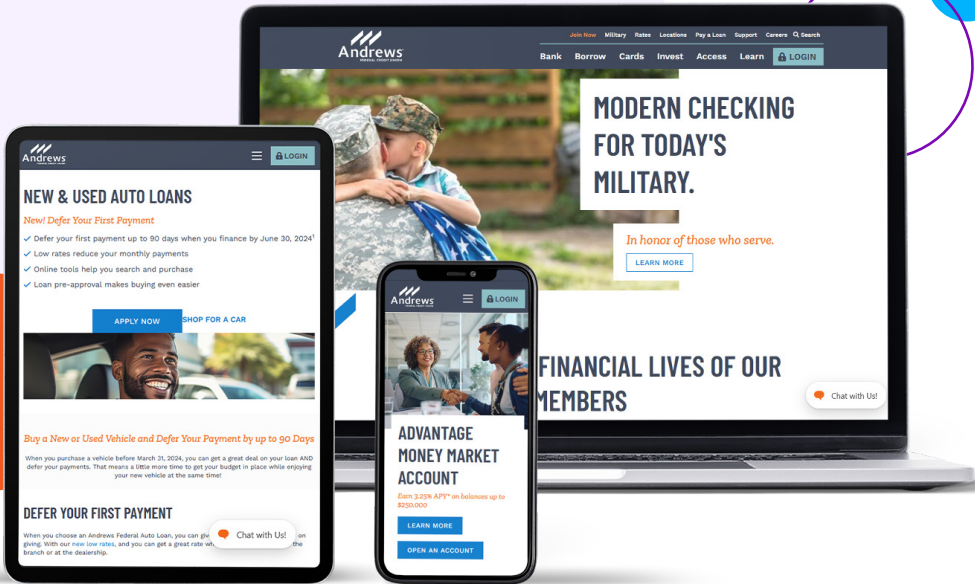 Andrews
FEDERAL CREDIT UNION
Join Now Military Rates Locations Pay a Loan Support Careers Search
Bank Borrow Cards Invest Access Learn LOGIN
MODERN CHECKING
FOR TODAY'S
MILITARY.
In honor of those who serve.
LEARN MORE
FINANCIAL LIVES OF OUR
MEMBERS
Chat with Us!
Andrews
FEDERAL CREDIT UNION
LOGIN
NEW & USED AUTO LOANS
New! Defer Your First Payment
Defer your first payment up to 90 days when you finance by June 30, 2024¹
Low rates reduce your monthly payments
Online tools help you search and purchase
Loan pre-approval makes buying even easier
APPLY NOW SHOP FOR A CAR
Buy a New or Used Vehicle and Defer Your Payment by up to 90 Days
When you purchase a vehicle before March 31, 2024, you can get a great deal on your loan AND
defer your payments. That means a little more time to get your budget in place while enjoying
your new vehicle at the same time!
DEFER YOUR FIRST PAYMENT
When you choose an Andrews Federal Auto Loan, you can giv on
giving. With our new low rates, and you can get a great rate wh the
branch or at the dealership.
Chat with Us!
Andrews
FEDERAL CREDIT UNION
LOGIN
ADVANTAGE
MONEY MARKET
ACCOUNT
Earn 3.25% APY* on balances up to
$250,000
LEARN MORE
OPEN AN ACCOUNT